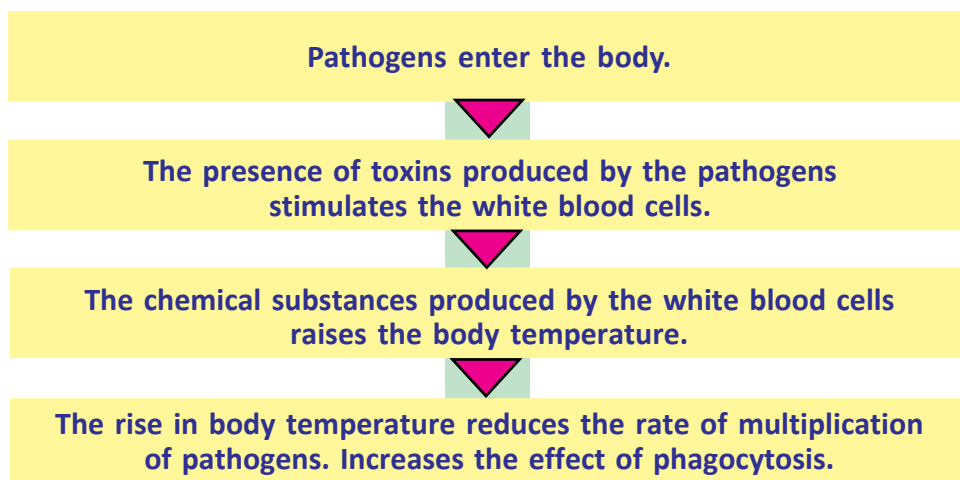 Pathogens enter the body.
The presence of toxins produced by the pathogens
stimulates the white blood cells.
The chemical substances produced by the white blood cells
raises the body temperature.
The rise in body temperature reduces the rate of multiplication
of pathogens. Increases the effect of phagocytosis.